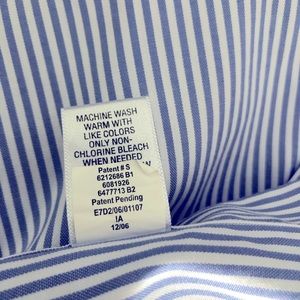 MACHINE WASH
WARM WITH
LIKE COLORS
ONLY NON-
CHLORINE BLEACH
WHEN NEEDED
Patent # S
6212686 B1
6081926
6477713 B2
Patent Pending
E7D2/06/01107
IA
12/06